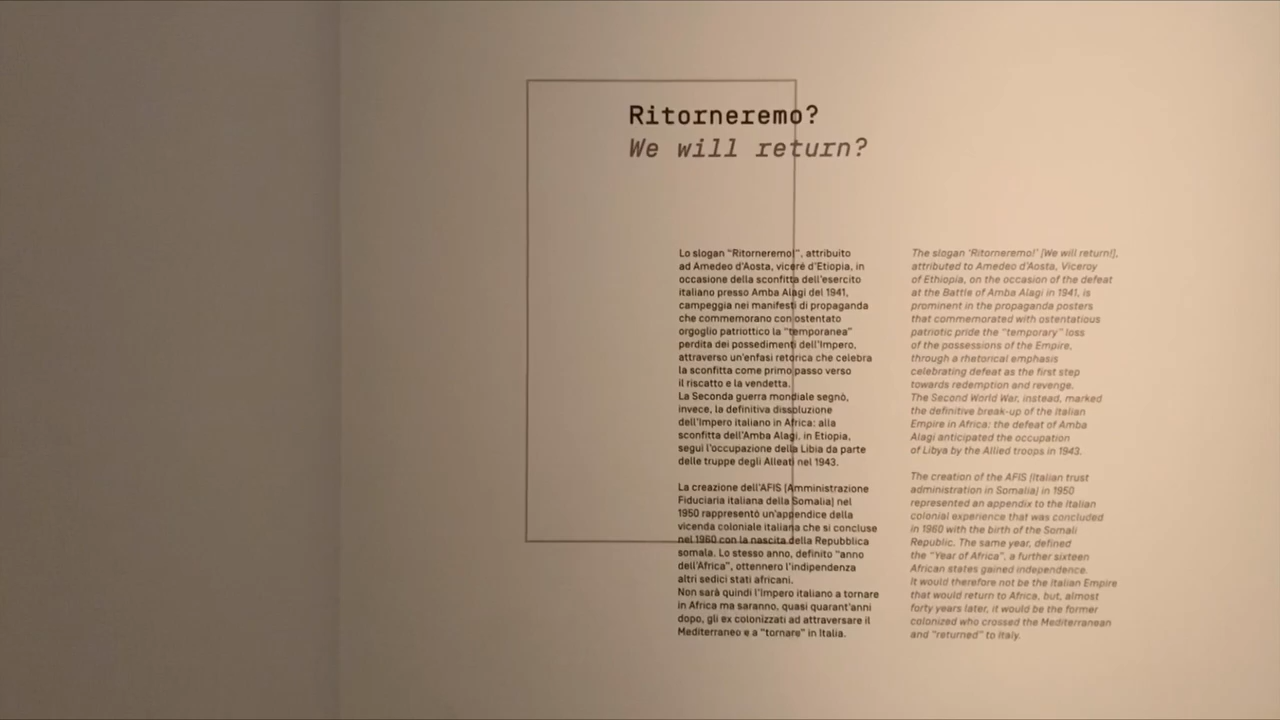 Ritorneremo?
We will return?
Lo slogan "Ritorneremo!", attribuito
ad Amedeo d'Aosta, viceré d'Etiopia, in
occasione della sconfitta dell'esercito
italiano presso Amba Alagi del 1941,
campeggia nei manifesti di propaganda
che commemorano con ostentato
orgoglio patriottico la "temporanea"
perdita dei possedimenti dell'Impero,
attraverso un'enfasi retorica che celebra
la sconfitta come primo passo verso
il riscatto e la vendetta.
La Seconda guerra mondiale segnò,
invece, la definitiva dissoluzione
dell'Impero italiano in Africa: alla
sconfitta dell'Amba Alagi, in Etiopia,
seguì l'occupazione della Libia da parte
delle truppe degli Alleati nel 1943.
La creazione dell'AFIS [Amministrazione
Fiduciaria italiana della Somalia] nel
1950 rappresentò un'appendice della
vicenda coloniale italiana che si concluse
nel 1960 con la nascita della Repubblica
somala. Lo stesso anno, definito "anno
dell'Africa", ottennero l'indipendenza
altri sedici stati africani.
Non sarà quindi l'Impero italiano a tornare
in Africa ma saranno, quasi quarant'anni
dopo, gli ex colonizzati ad attraversare il
Mediterraneo e a "tornare" in Italia.
The slogan 'Ritorneremo!' [We will return!],
attributed to Amedeo d'Aosta, Viceroy
of Ethiopia, on the occasion of the defeat
at the Battle of Amba Alagi in 1941, is
prominent in the propaganda posters
that commemorated with ostentatious
patriotic pride the "temporary" loss
of the possessions of the Empire,
through a rhetorical emphasis
celebrating defeat as the first step
towards redemption and revenge.
The Second World War, instead, marked
the definitive break-up of the Italian
Empire in Africa: the defeat of Amba
Alagi anticipated the occupation
of Libya by the Allied troops in 1943.
The creation of the AFIS [Italian trust
administration in Somalia] in 1950
represented an appendix to the Italian
colonial experience that was concluded
in 1960 with the birth of the Somali
Republic. The same year, defined
the "Year of Africa", a further sixteen
African states gained independence.
It would therefore not be the Italian Empire
that would return to Africa, but, almost
forty years later, it would be the former
colonized who crossed the Mediterranean
and "returned" to Italy.